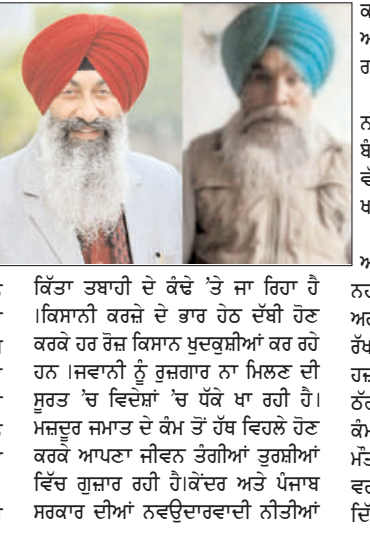 ਕਿੱਤਾ ਤਬਾਹੀ ਦੇ ਕੰਢੇ ’ਤੇ ਜਾ ਰਿਹਾ ਹੈ
।ਕਿਸਾਨੀ ਕਰਜ਼ੇ ਦੇ ਭਾਰ ਹੇਠ ਦੱਬੀ ਹੋਣ
ਕਰਕੇ ਹਰ ਰੋਜ਼ ਕਿਸਾਨ ਖੁਦਕੁਸ਼ੀਆਂ ਕਰ ਰਹੇ
ਹਨ ।ਜਵਾਨੀ ਨੂੰ ਰੁਜ਼ਗਾਰ ਨਾ ਮਿਲਣ ਦੀ
ਸੂਰਤ ’ਚ ਵਿਦੇਸ਼ਾਂ ’ਚ ਧੱਕੇ ਖਾ ਰਹੀ ਹੈ।
ਮਜ਼ਦੂਰ ਜਮਾਤ ਦੇ ਕੰਮ ਤੋਂ ਹੱਥ ਵਿਹਲੇ ਹੋਣ
ਕਰਕੇ ਆਪਣਾ ਜੀਵਨ ਤੰਗੀਆਂ ਤੁਰਸ਼ੀਆਂ
ਵਿੱਚ ਗੁਜ਼ਾਰ ਰਹੀ ਹੈ।ਕੇਂਦਰ ਅਤੇ ਪੰਜਾਬ
ਸਰਕਾਰ ਦੀਆਂ ਨਵਉਦਾਰਵਾਦੀ ਨੀਤੀਆਂ